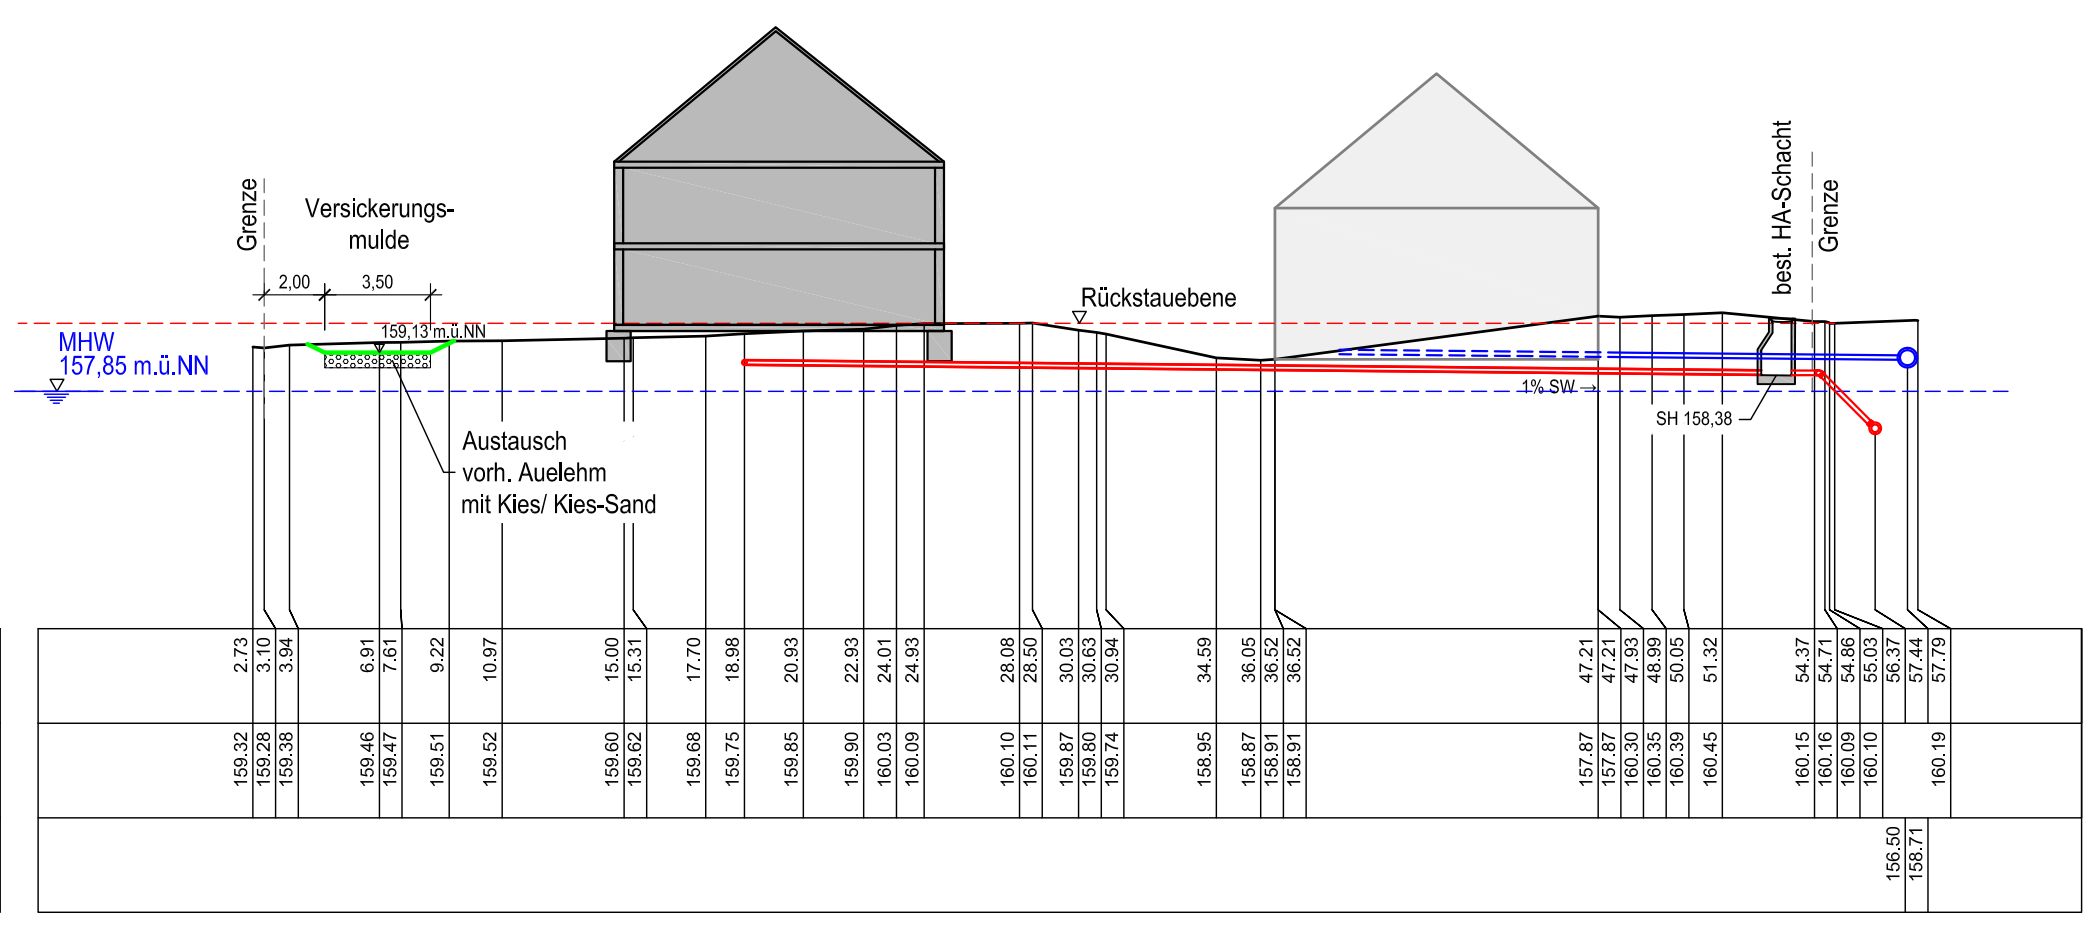 Grenze
Versickerungs-
mulde
2,00
3,50
159,13 m.ü.NN
MHW
157,85 m.ü.NN
Rückstauebene
best. HA-Schacht
Grenze
1% SW →
SH 158,38
Austausch
vorh. Auelehm
mit Kies/ Kies-Sand
2.73 3.10 3.94 6.91 7.61 9.22 10.97 15.00 15.31 17.70 18.98 20.93 22.93 24.01 24.93 28.08 28.50 30.03 30.63 30.94 34.59 36.05 36.52 36.52 47.21 47.21 47.93 48.99 50.05 51.32 54.37 54.71 54.86 55.03 56.37 57.44 57.79
159.32 159.28 159.38 159.46 159.47 159.51 159.52 159.60 159.62 159.68 159.75 159.85 159.90 160.03 160.09 160.10 160.11 159.87 159.80 159.74 158.95 158.87 158.91 158.91 157.87 157.87 160.30 160.35 160.39 160.45 160.15 160.16 160.09 160.10 160.19
156.50 158.71